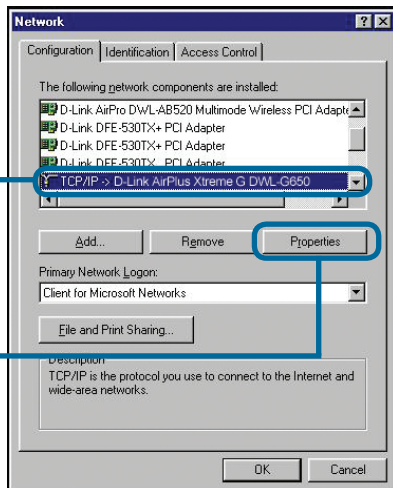 Network
Configuration Identification Access Control
The following network components are installed:
D-Link AirPro DWL-AB520 Multimode Wireless PCI Adapte
D-Link DFE-530TX+ PCI Adapter
D-Link DFE-530TX+ PCI Adapter
D-Link DFE-530TX PCI Adapter
TCP/IP -> D-Link AirPlus Xtreme G DWL-G650
Add... Remove Properties
Primary Network Logon:
Client for Microsoft Networks
File and Print Sharing...
Description
TCP/IP is the protocol you use to connect to the Internet and
wide-area networks.
OK Cancel